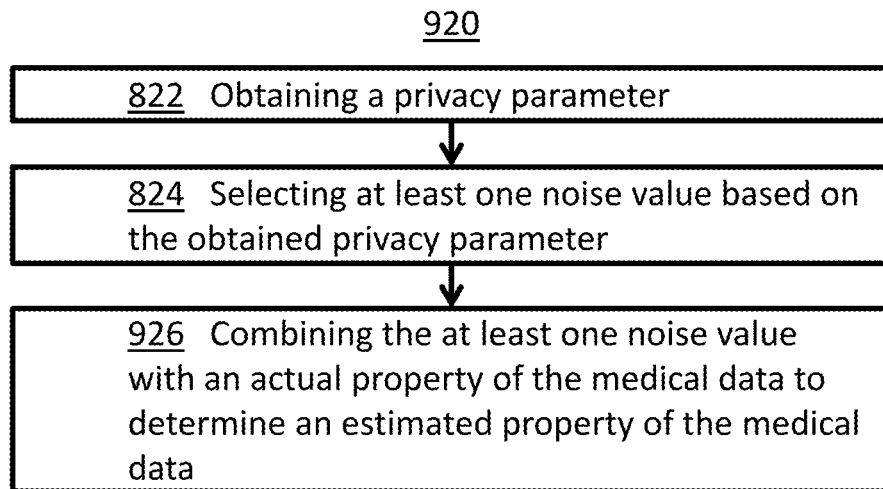 920
822 Obtaining a privacy parameter
824 Selecting at least one noise value based on
the obtained privacy parameter
926 Combining the at least one noise value
with an actual property of the medical data to
determine an estimated property of the medical
data